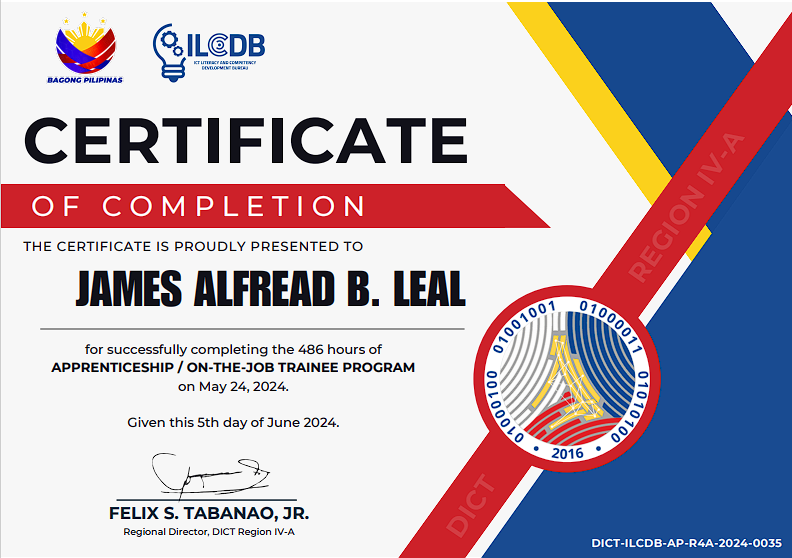 BAGONG PILIPINAS
ILCDB
ICT LITERACY AND COMPETENCY
DEVELOPMENT BUREAU
CERTIFICATE
OF COMPLETION
THE CERTIFICATE IS PROUDLY PRESENTED TO
JAMES ALFREAD B. LEAL
for successfully completing the 486 hours of
APPRENTICESHIP / ON-THE-JOB TRAINEE PROGRAM
on May 24, 2024.
Given this 5th day of June 2024.
FELIX S. TABANAO, JR.
Regional Director, DICT Region IV-A
REGION IV-A
01000100 01001001 01000011 01010100
• 2016 •
DICT
DICT-ILCDB-AP-R4A-2024-0035